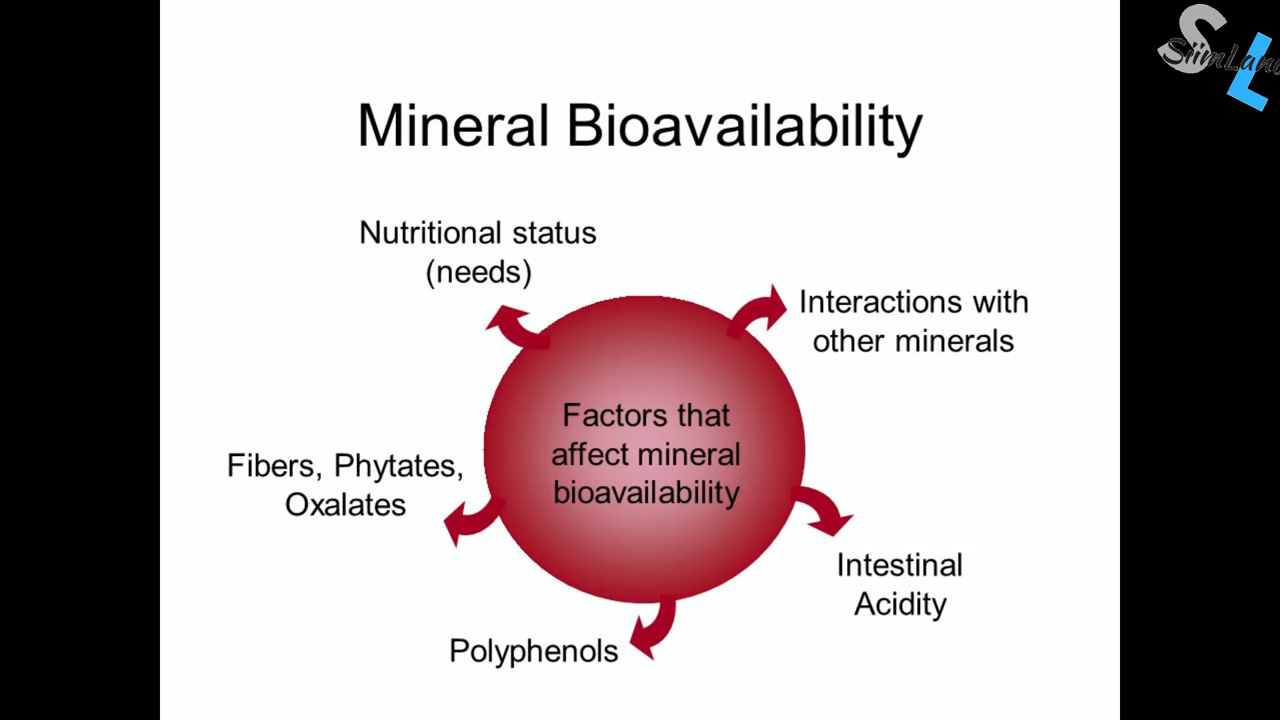 Mineral Bioavailability
Nutritional status
(needs)
Interactions with
other minerals
Factors that
affect mineral
bioavailability
Fibers, Phytates,
Oxalates
Intestinal
Acidity
Polyphenols
SiimLand